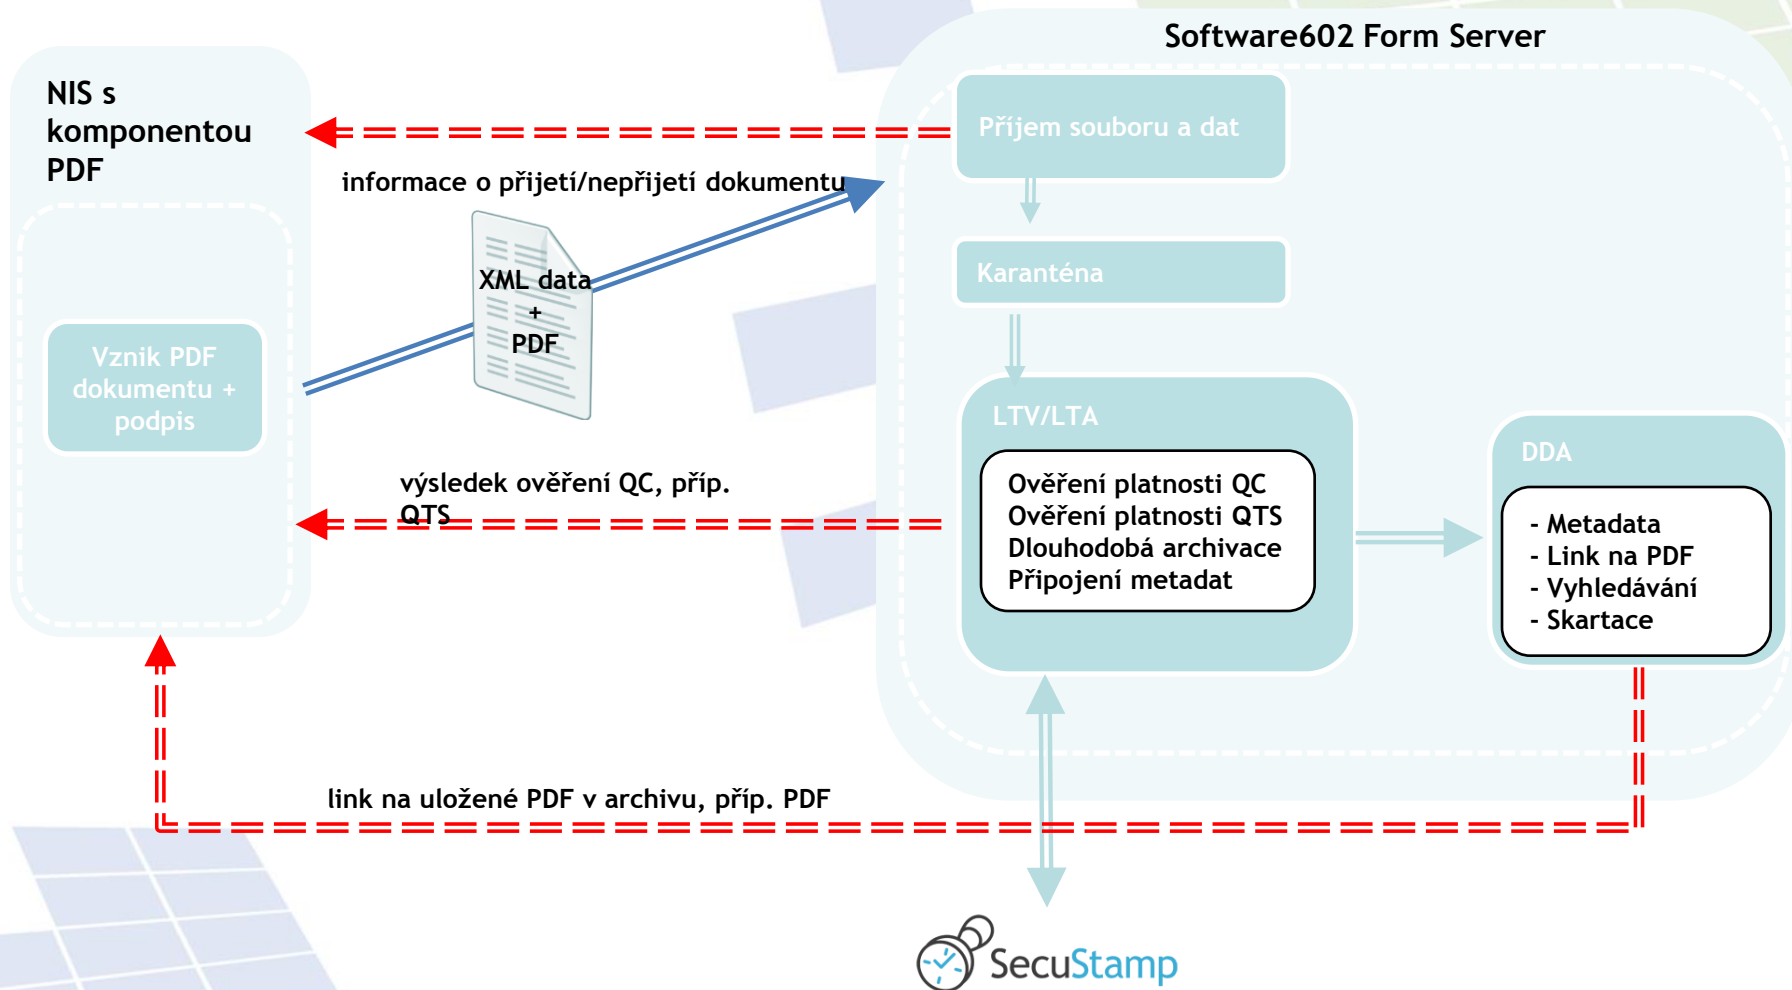 Software602 Form Server
NIS s
komponentou
PDF
Příjem souboru a dat
informace o přijetí/nepřijetí dokumentu
XML data
+
PDF
Karanténa
Vznik PDF
dokumentu +
podpis
LTV/LTA
Ověření platnosti QC
Ověření platnosti QTS
Dlouhodobá archivace
Připojení metadat
DDA
- Metadata
- Link na PDF
- Vyhledávání
- Skartace
výsledek ověření QC, příp.
QTS
link na uložené PDF v archivu, příp. PDF
SecuStamp